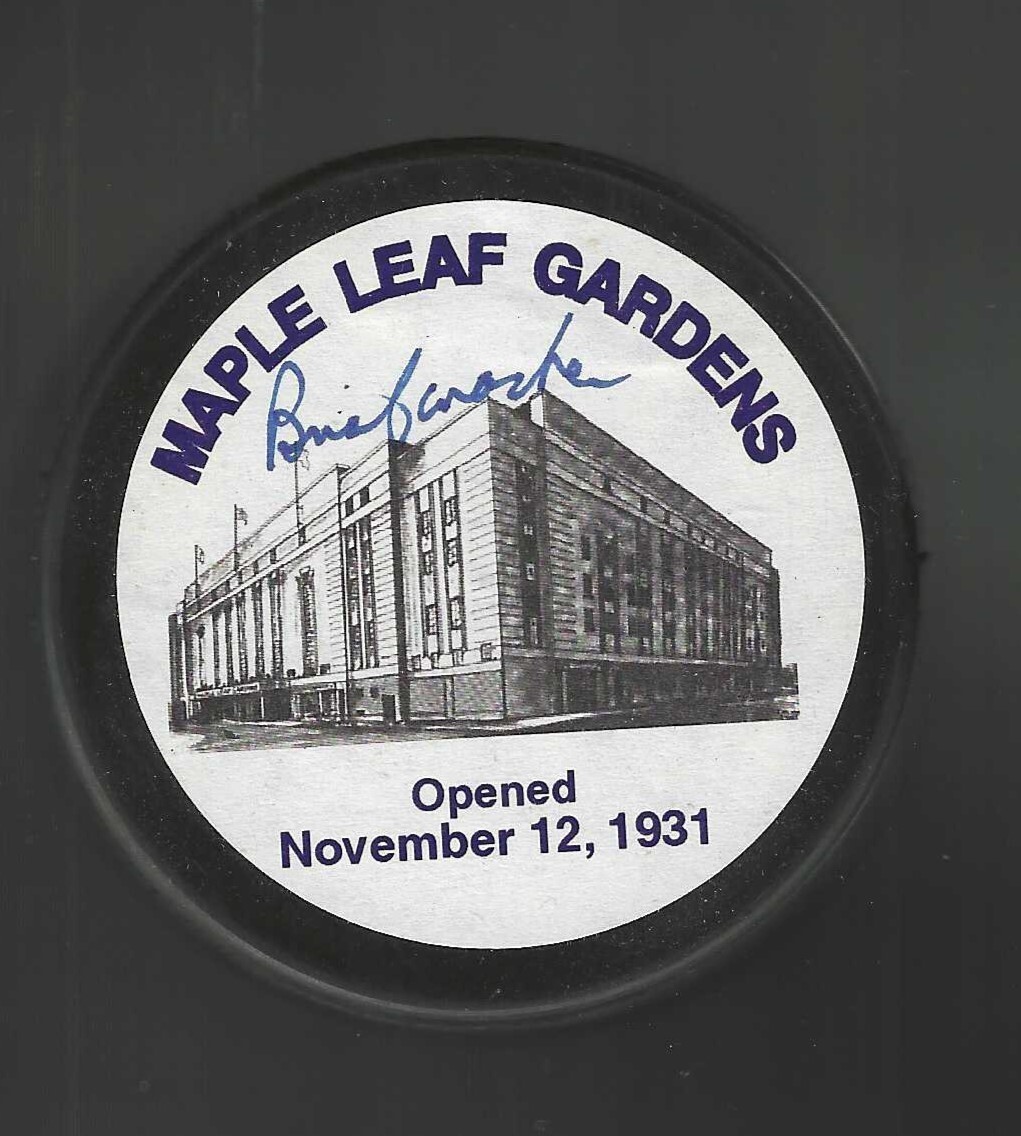 MAPLE LEAF GARDENS
Opened
November 12, 1931